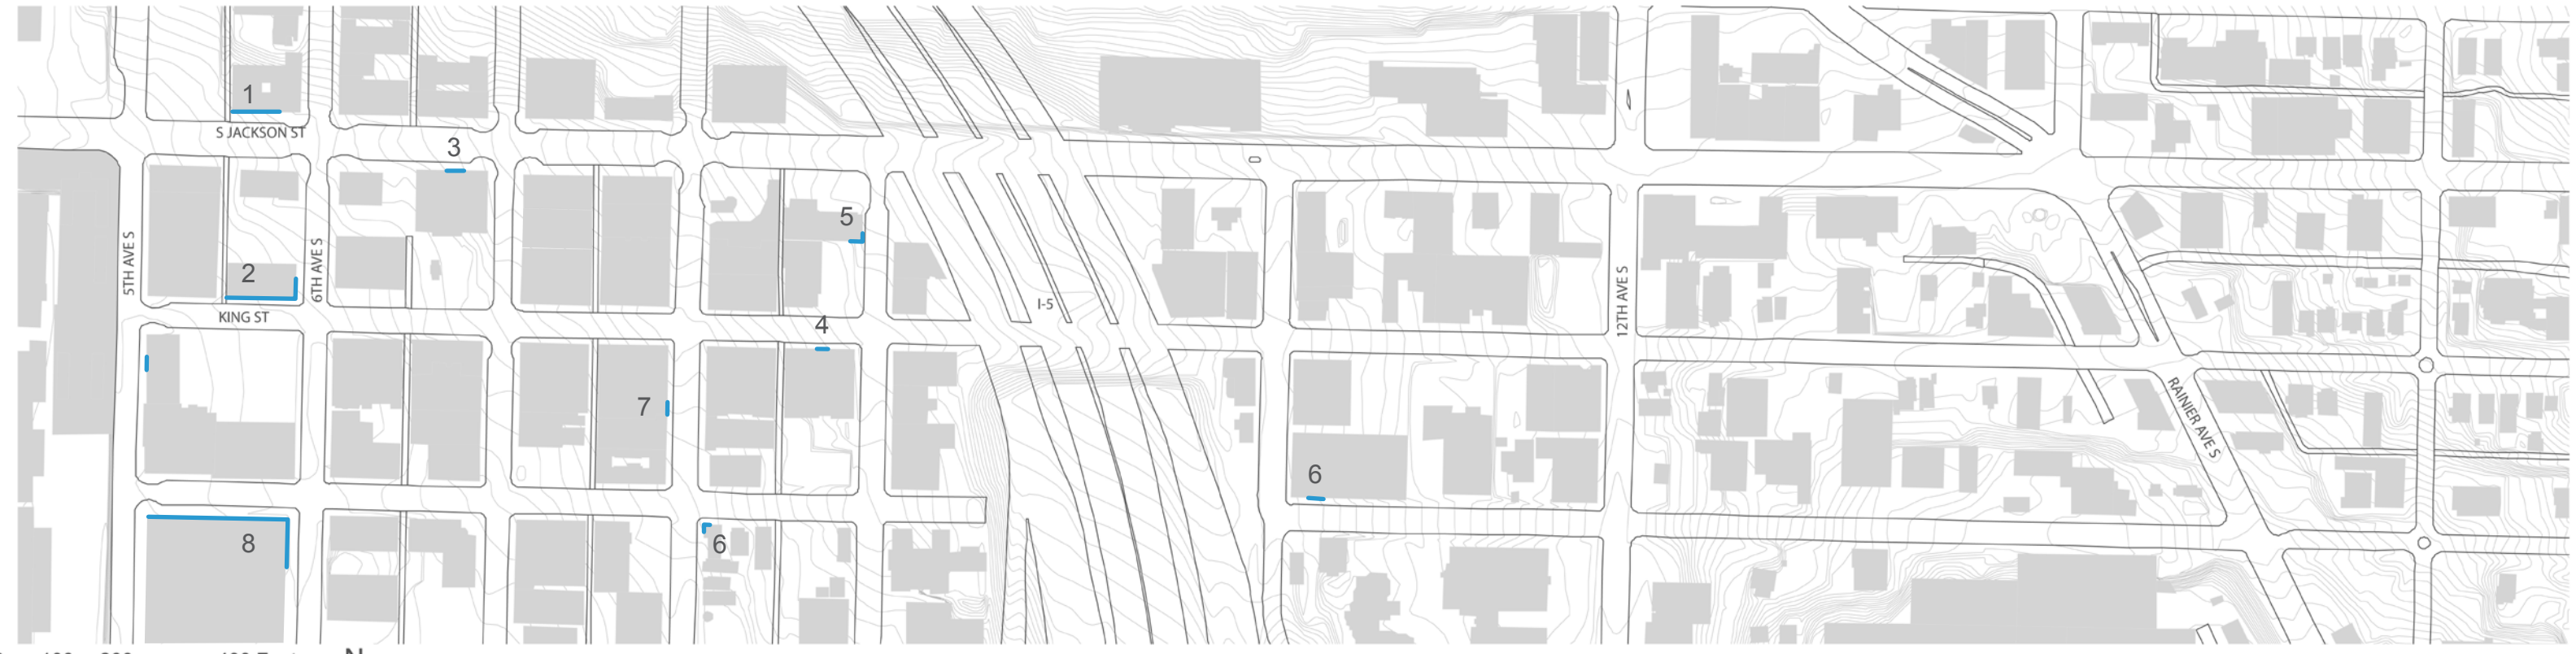 1
S JACKSON ST
3
5
5TH AVE S
6TH AVE S
2
I-5
12TH AVE S
KING ST
4
7
RAINIER AVE S
6
8
6
N